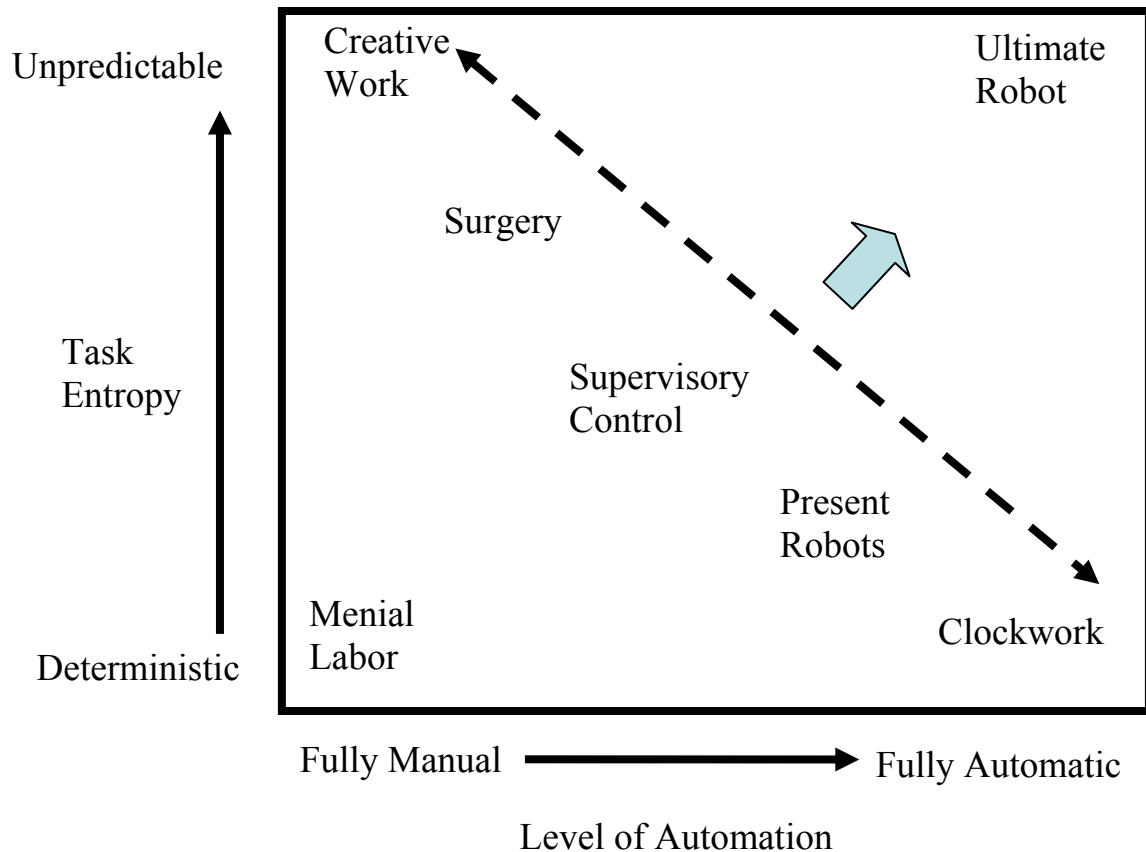 Creative
Work
Ultimate
Robot
Unpredictable
Surgery
Task
Entropy
Supervisory
Control
Present
Robots
Menial
Labor
Clockwork
Deterministic
Fully Manual
Fully Automatic
Level of Automation